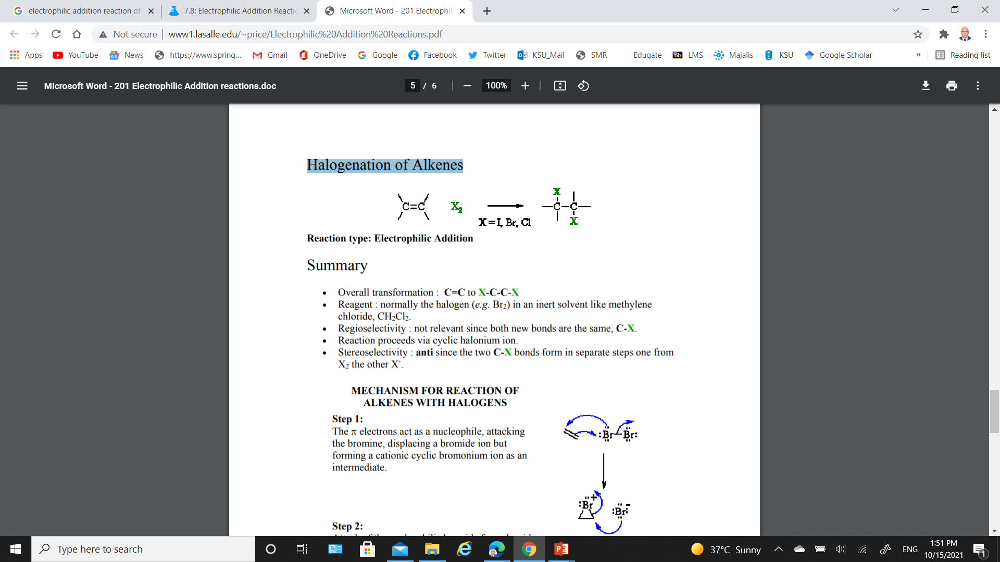 electrophilic addition reaction of
7.8: Electrophilic Addition Reactio
Microsoft Word - 201 Electrophili
Not secure
www1.lasalle.edu/~price/Electrophilic%20Addition%20Reactions.pdf
Apps
YouTube
News
https://www.spring...
Gmail
OneDrive
Google
Facebook
Twitter
KSU_Mail
SMR
Edugate
Bb LMS
Majalis
KSU
Google Scholar
»
Reading list
Microsoft Word - 201 Electrophilic Addition reactions.doc
5 / 6
100%
Halogenation of Alkenes
C=C
X2
X = I, Br, Cl
X
C-C
X
Reaction type: Electrophilic Addition
Summary
• Overall transformation : C=C to X-C-C-X
• Reagent : normally the halogen (e.g. Br2) in an inert solvent like methylene
chloride, CH2Cl2.
• Regioselectivity : not relevant since both new bonds are the same, C-X.
• Reaction proceeds via cyclic halonium ion.
• Stereoselectivity : anti since the two C-X bonds form in separate steps one from
X2 the other X-.
MECHANISM FOR REACTION OF
ALKENES WITH HALOGENS
Step 1:
The π electrons act as a nucleophile, attacking
the bromine, displacing a bromide ion but
forming a cationic cyclic bromonium ion as an
intermediate.
:Br-Br:
:Br+
:Br:-
Step 2:
Type here to search
37°C Sunny
ENG
1:51 PM
10/15/2021
1